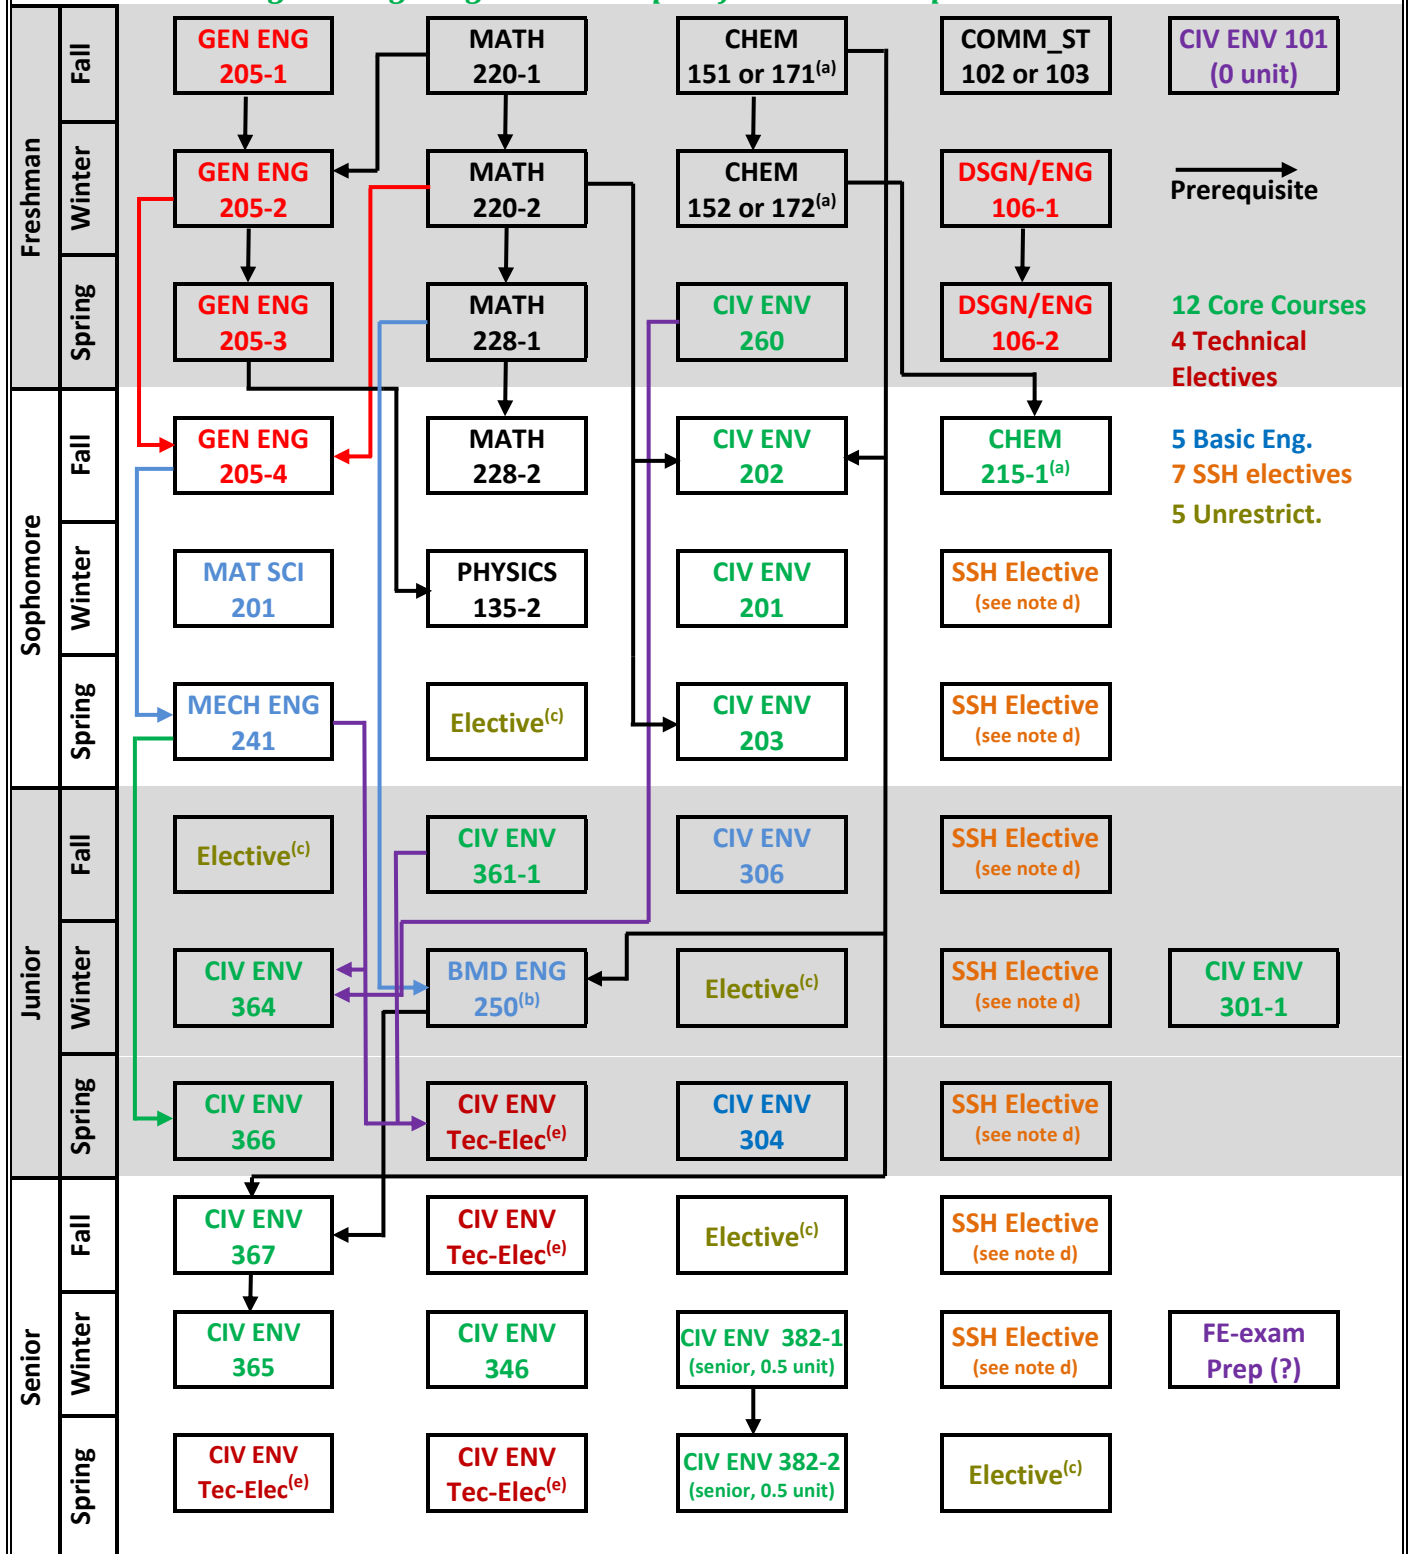 Fall
GEN ENG
205-1
MATH
220-1
CHEM
151 or 171(a)
COMM_ST
102 or 103
CIV ENV 101
(0 unit)
Freshman
Winter
GEN ENG
205-2
MATH
220-2
CHEM
152 or 172(a)
DSGN/ENG
106-1
Prerequisite
Spring
GEN ENG
205-3
MATH
228-1
CIV ENV
260
DSGN/ENG
106-2
12 Core Courses
4 Technical
Electives
Sophomore
Fall
GEN ENG
205-4
MATH
228-2
CIV ENV
202
CHEM
215-1(a)
5 Basic Eng.
7 SSH electives
5 Unrestrict.
Winter
MAT SCI
201
PHYSICS
135-2
CIV ENV
201
SSH Elective
(see note d)
Spring
MECH ENG
241
Elective(c)
CIV ENV
203
SSH Elective
(see note d)
Junior
Fall
Elective(c)
CIV ENV
361-1
CIV ENV
306
SSH Elective
(see note d)
Winter
CIV ENV
364
BMD ENG
250(b)
Elective(c)
SSH Elective
(see note d)
CIV ENV
301-1
Spring
CIV ENV
366
CIV ENV
Tec-Elec(e)
CIV ENV
304
SSH Elective
(see note d)
Senior
Fall
CIV ENV
367
CIV ENV
Tec-Elec(e)
Elective(c)
SSH Elective
(see note d)
Winter
CIV ENV
365
CIV ENV
346
CIV ENV 382-1
(senior, 0.5 unit)
SSH Elective
(see note d)
FE-exam
Prep (?)
Spring
CIV ENV
Tec-Elec(e)
CIV ENV
Tec-Elec(e)
CIV ENV 382-2
(senior, 0.5 unit)
Elective(c)